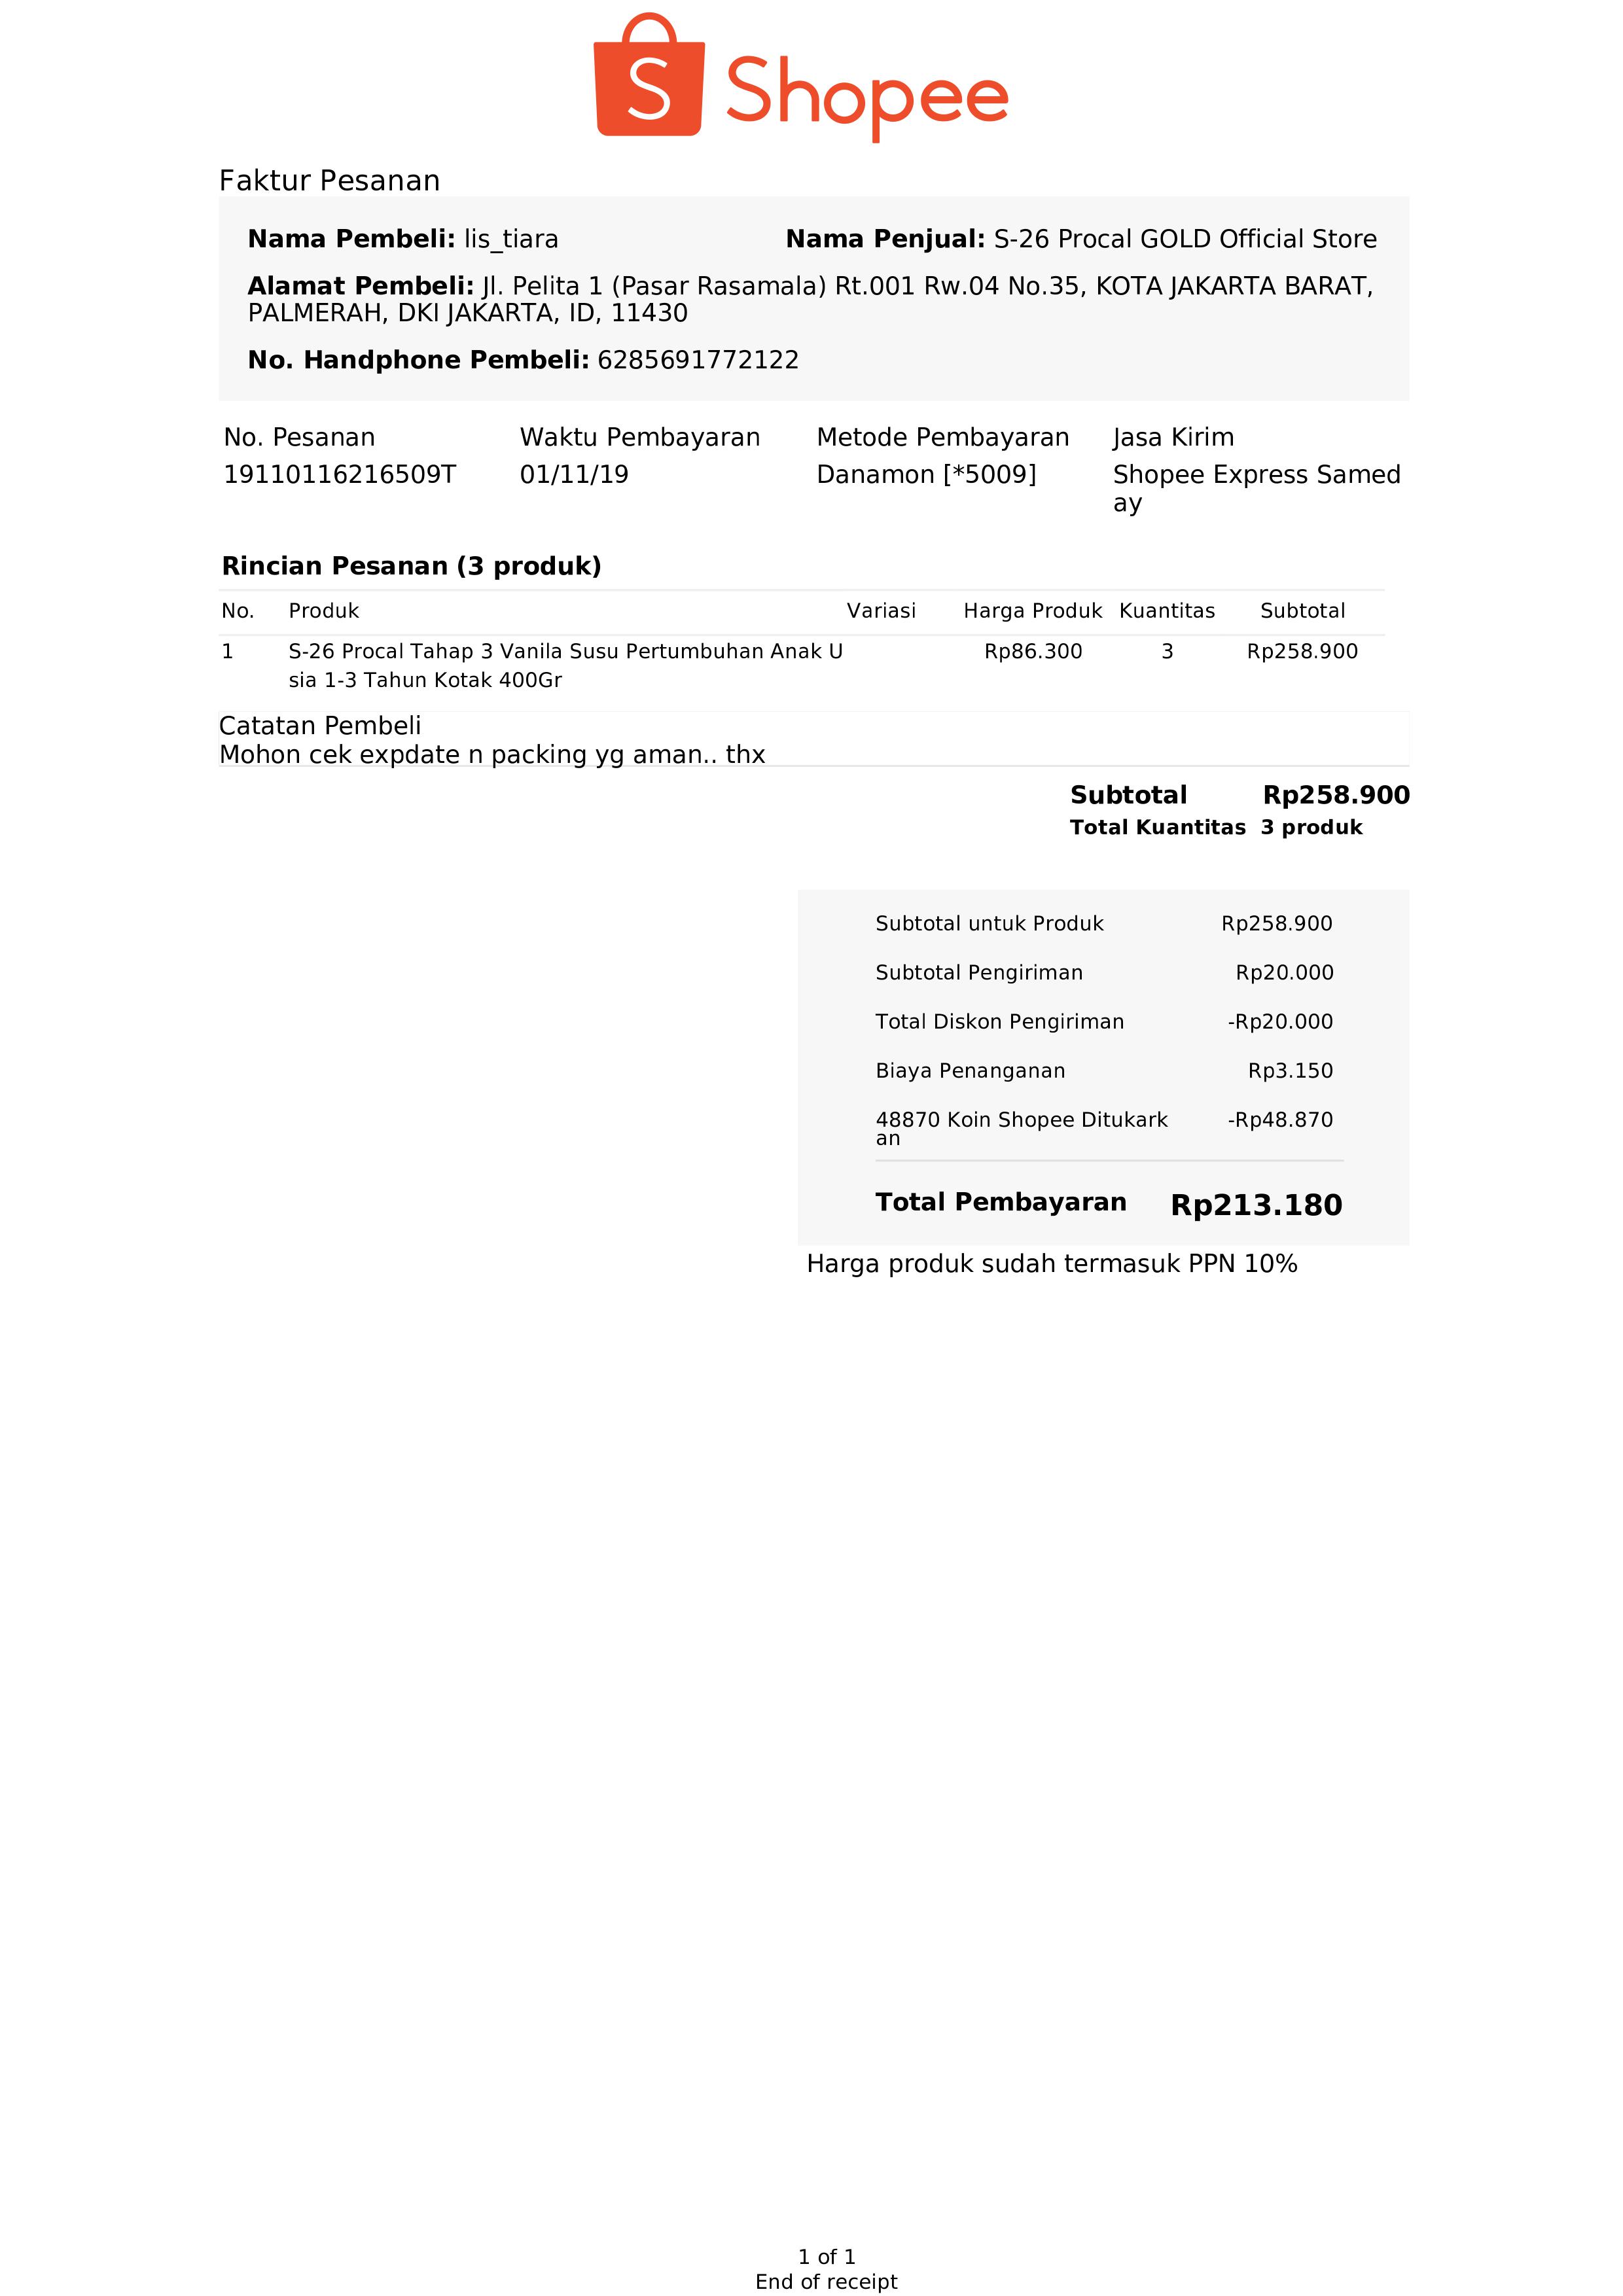 Shopee
Faktur Pesanan
Nama Pembeli: lis_tiara Nama Penjual: S-26 Procal GOLD Official Store
Alamat Pembeli: Jl. Pelita 1 (Pasar Rasamala) Rt.001 Rw.04 No.35, KOTA JAKARTA BARAT,
PALMERAH, DKI JAKARTA, ID, 11430
No. Handphone Pembeli: 6285691772122
No. Pesanan Waktu Pembayaran Metode Pembayaran Jasa Kirim
19110116216509T 01/11/19 Danamon [*5009] Shopee Express Samed
ay
Rincian Pesanan (3 produk)
No. Produk Variasi Harga Produk Kuantitas Subtotal
1 S-26 Procal Tahap 3 Vanila Susu Pertumbuhan Anak U Rp86.300 3 Rp258.900
sia 1-3 Tahun Kotak 400Gr
Catatan Pembeli
Mohon cek expdate n packing yg aman.. thx
Subtotal Rp258.900
Total Kuantitas 3 produk
Subtotal untuk Produk Rp258.900
Subtotal Pengiriman Rp20.000
Total Diskon Pengiriman -Rp20.000
Biaya Penanganan Rp3.150
48870 Koin Shopee Ditukark -Rp48.870
an
Total Pembayaran Rp213.180
Harga produk sudah termasuk PPN 10%
1 of 1
End of receipt